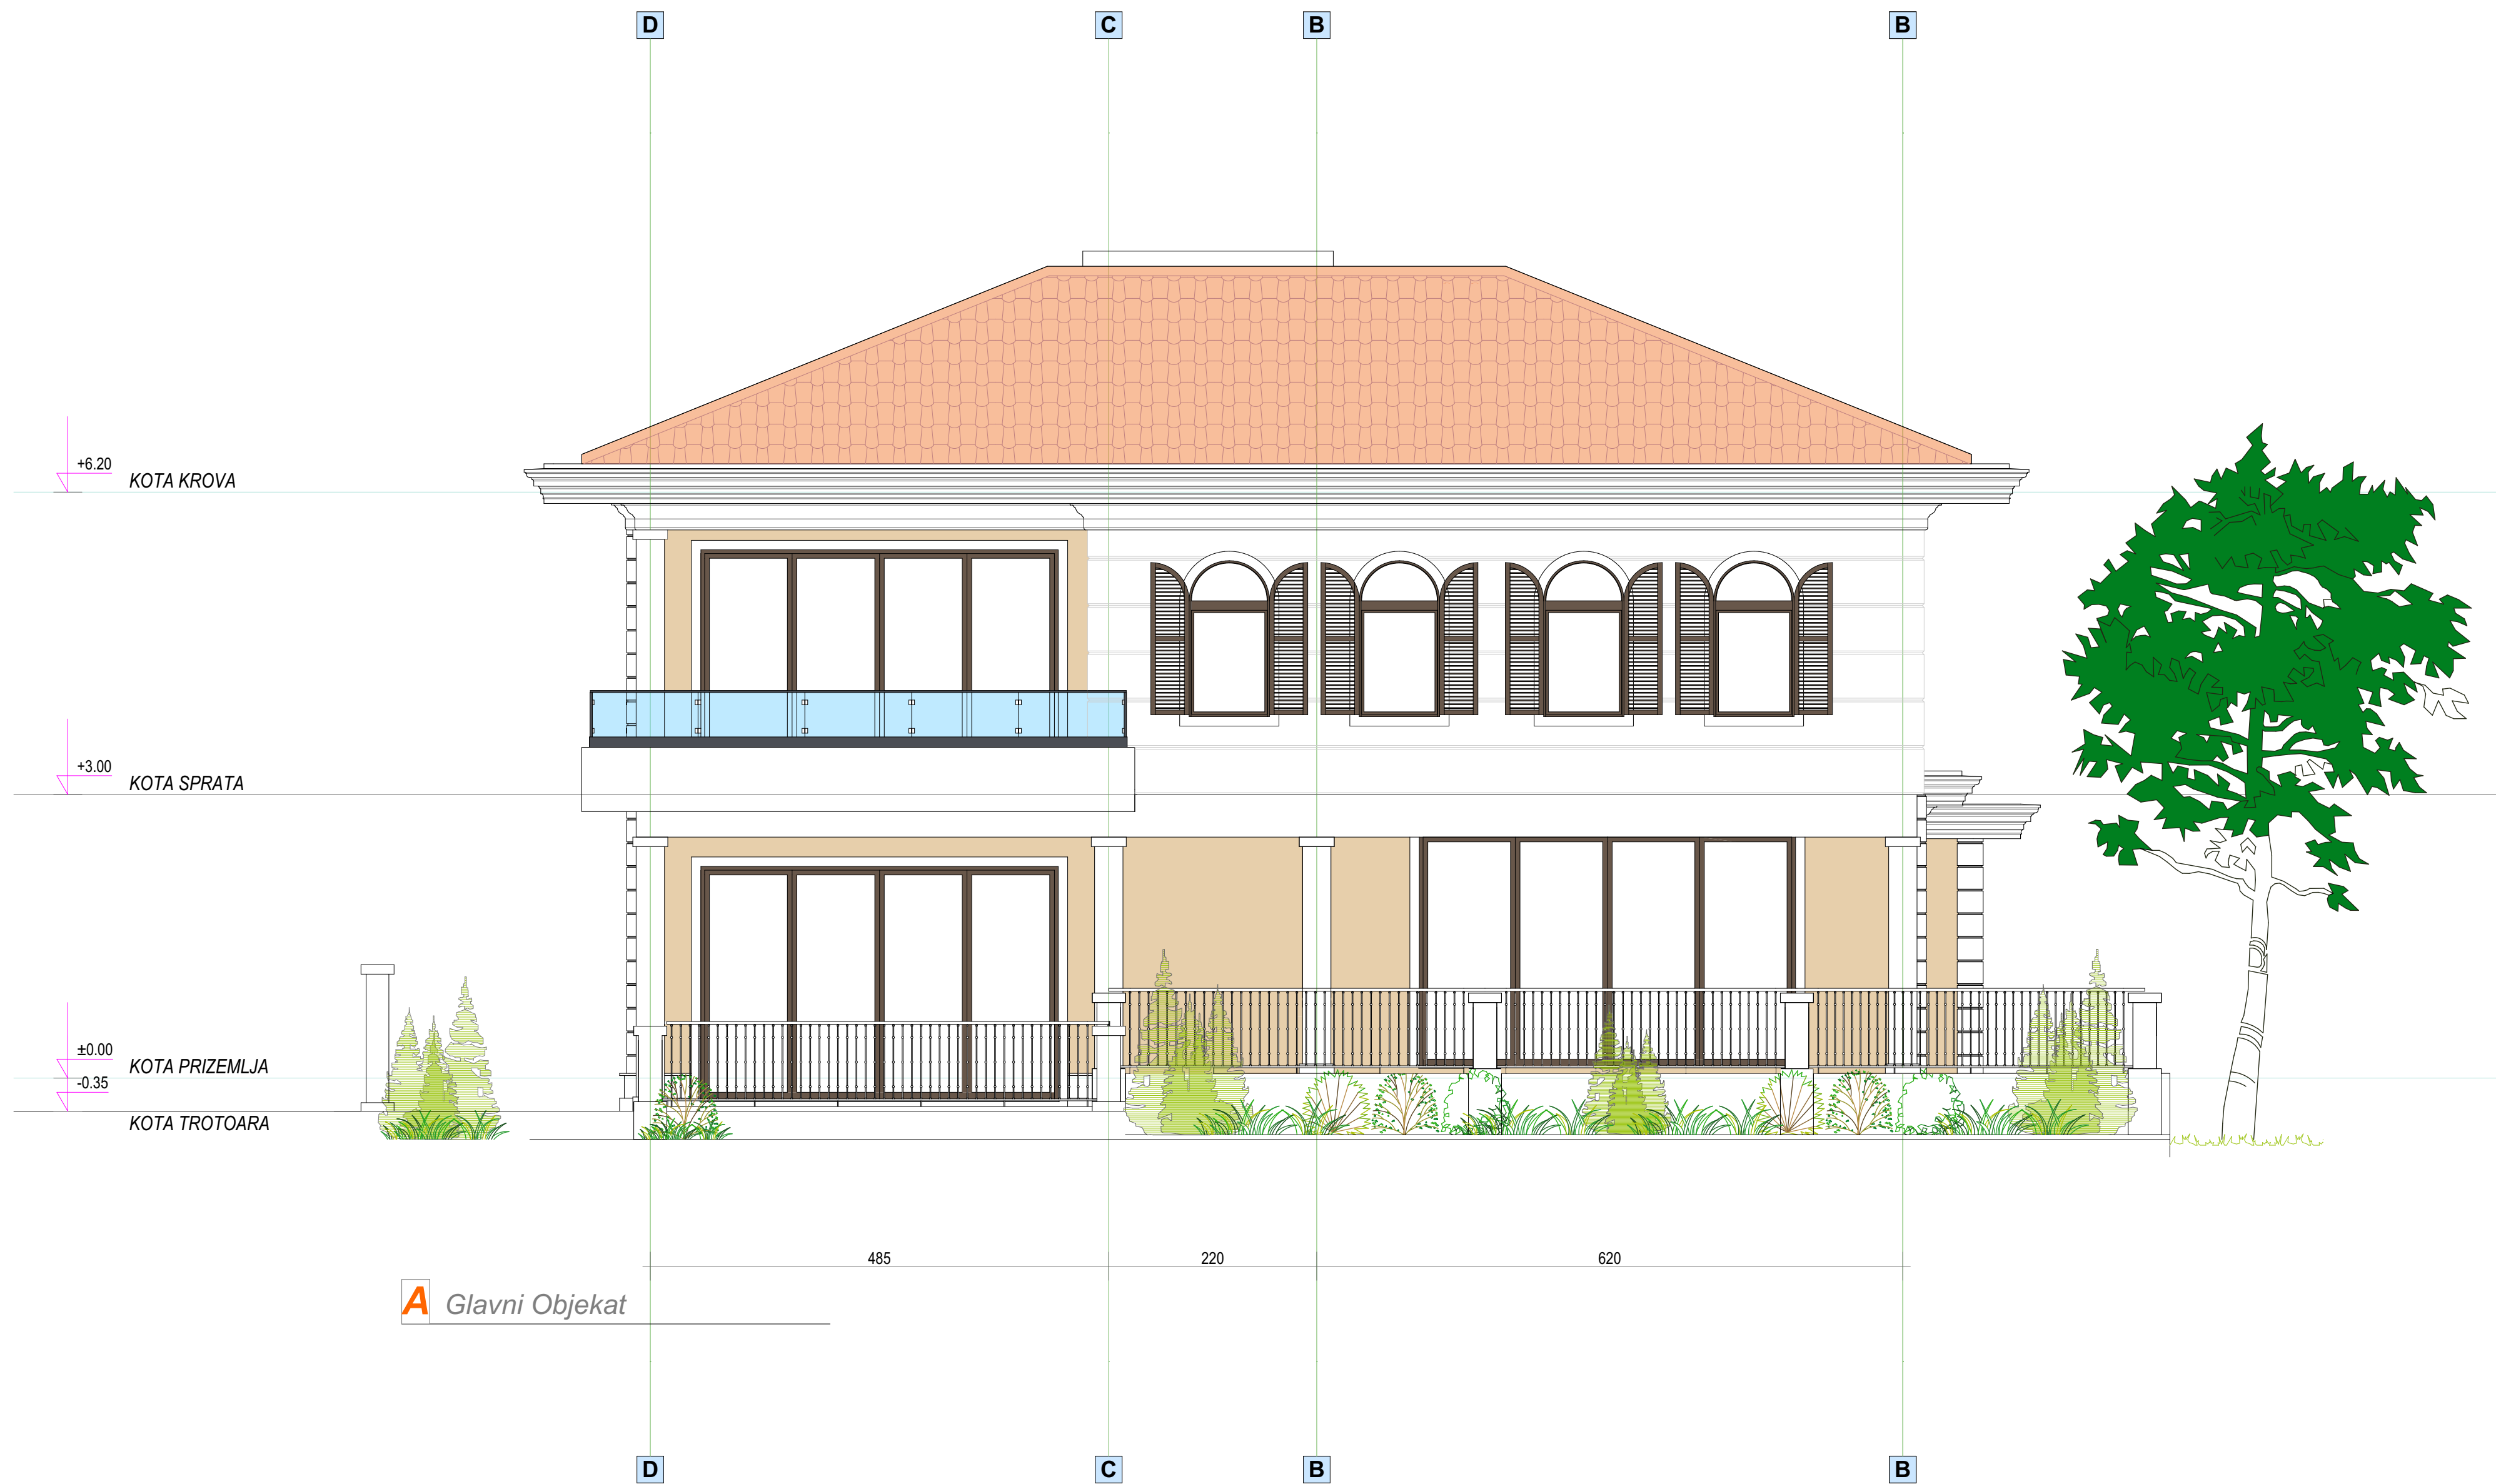 D C B B
+6.20
KOTA KROVA
+3.00
KOTA SPRATA
±0.00
KOTA PRIZEMLJA
-0.35
KOTA TROTOARA
485 220 620
A Glavni Objekat
D C B B